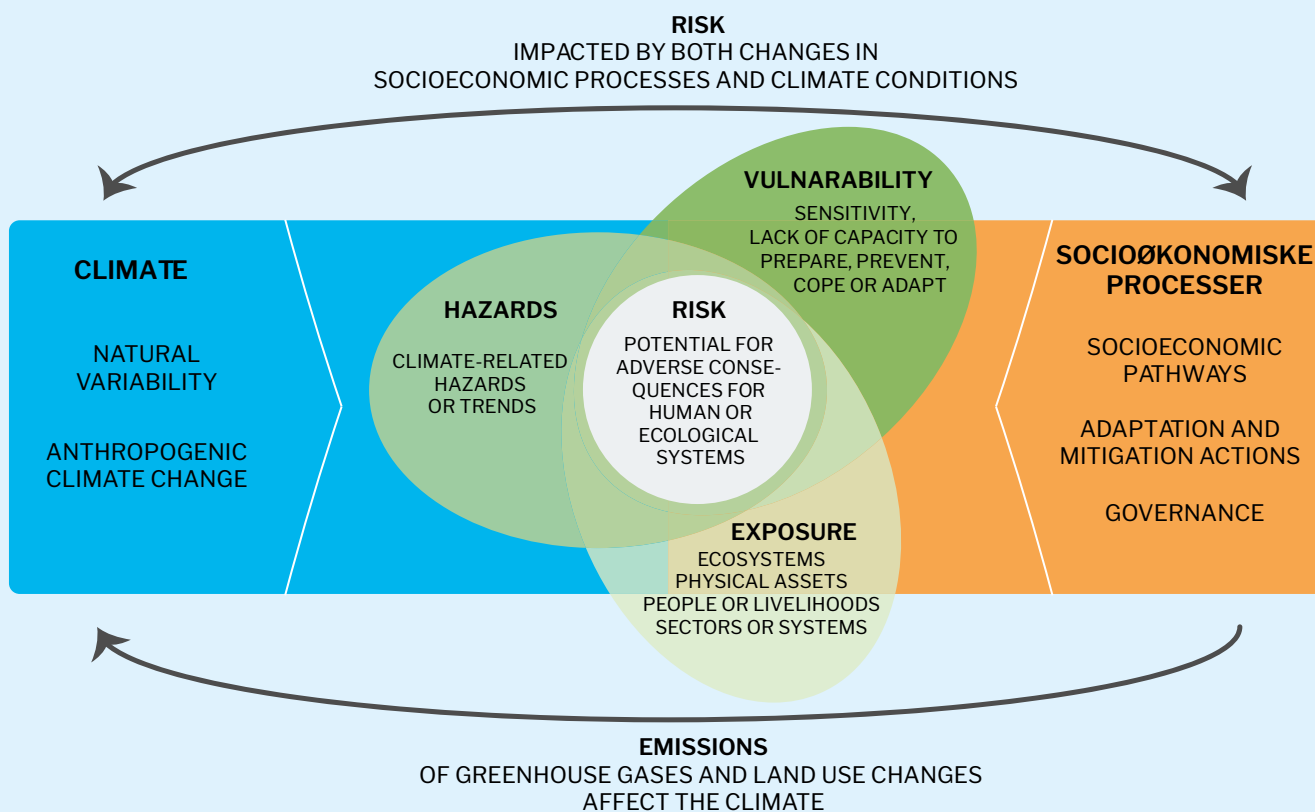 RISK
IMPACTED BY BOTH CHANGES IN
SOCIOECONOMIC PROCESSES AND CLIMATE CONDITIONS
CLIMATE
NATURAL
VARIABILITY
ANTHROPOGENIC
CLIMATE CHANGE
HAZARDS
CLIMATE-RELATED
HAZARDS
OR TRENDS
RISK
POTENTIAL FOR
ADVERSE CONSE-
QUENCES FOR
HUMAN OR
ECOLOGICAL
SYSTEMS
VULNARABILITY
SENSITIVITY,
LACK OF CAPACITY TO
PREPARE, PREVENT,
COPE OR ADAPT
EXPOSURE
ECOSYSTEMS
PHYSICAL ASSETS
PEOPLE OR LIVELIHOODS
SECTORS OR SYSTEMS
SOCIOØKONOMISKE
PROCESSER
SOCIOECONOMIC
PATHWAYS
ADAPTATION AND
MITIGATION ACTIONS
GOVERNANCE
EMISSIONS
OF GREENHOUSE GASES AND LAND USE CHANGES
AFFECT THE CLIMATE